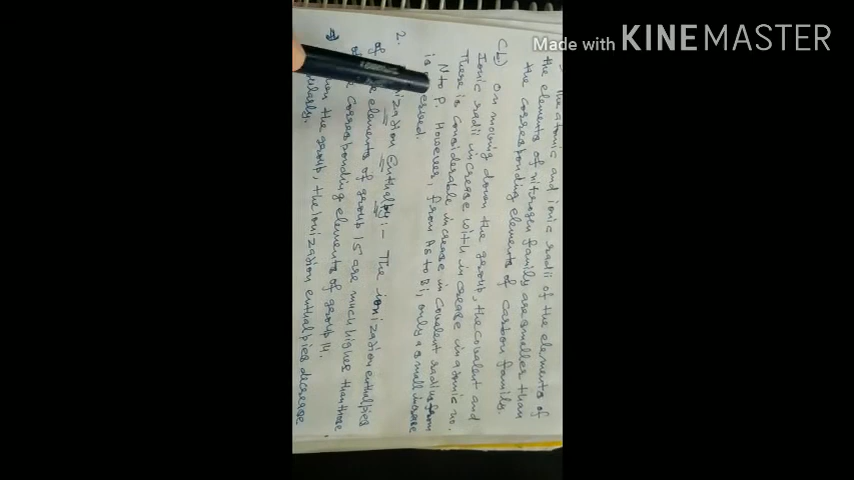 Made with KINEMASTER
the atomic and ionic radii of the elements of
the elements of nitrogen family are smaller than
the corresponding elements of carbon family.
(b) on moving down the group, the covalent and
Ionic radii increase with increase in atomic no.
There is considerable increase in covalent radius from
N to P. However, from As to Bi, only a small increase
is
2. Enthalpy:- The ionization enthalpies
of elements of group 15 are much higher than those
of corresponding elements of group 14.
the group, the ionization enthalpies decrease